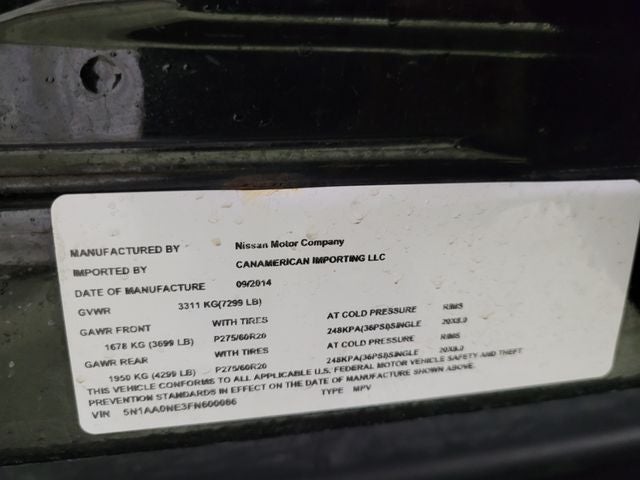 MANUFACTURED BY Nissan Motor Company
IMPORTED BY CANAMERICAN IMPORTING LLC
DATE OF MANUFACTURE 09/2014
GVWR 3311 KG(7299 LB)
GAWR FRONT WITH TIRES AT COLD PRESSURE RIMS
1678 KG (3699 LB) P275/60R20 248KPA(36PSI)SINGLE 20X8.0
GAWR REAR WITH TIRES AT COLD PRESSURE RIMS
1950 KG (4299 LB) P275/60R20 248KPA(36PSI)SINGLE 20X8.0
THIS VEHICLE CONFORMS TO ALL APPLICABLE U.S. FEDERAL MOTOR VEHICLE SAFETY AND THEFT
PREVENTION STANDARDS IN EFFECT ON THE DATE OF MANUFACTURE SHOWN ABOVE.
VIN 5N1AA0NE3FN600086 TYPE MPV